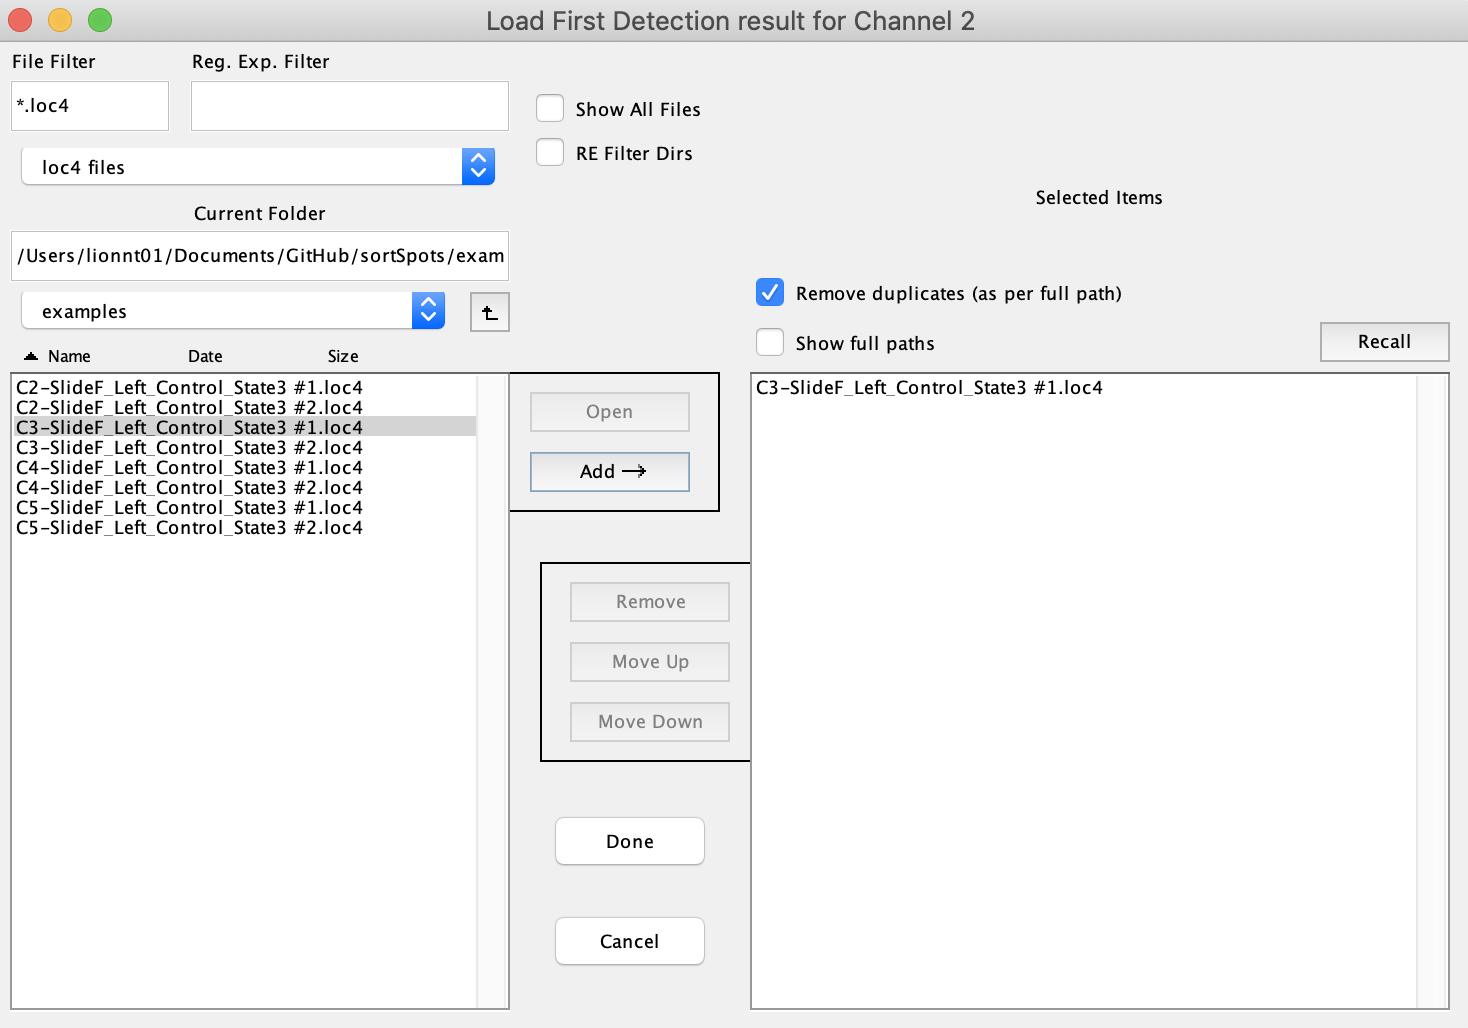 Load First Detection result for Channel 2
File Filter
Reg. Exp. Filter
*.loc4
Show All Files
RE Filter Dirs
loc4 files
Current Folder
/Users/lionnt01/Documents/GitHub/sortSpots/exam
examples
Name Date Size
C2-SlideF_Left_Control_State3 #1.loc4
C2-SlideF_Left_Control_State3 #2.loc4
C3-SlideF_Left_Control_State3 #1.loc4
C3-SlideF_Left_Control_State3 #2.loc4
C4-SlideF_Left_Control_State3 #1.loc4
C4-SlideF_Left_Control_State3 #2.loc4
C5-SlideF_Left_Control_State3 #1.loc4
C5-SlideF_Left_Control_State3 #2.loc4
Open
Add →
Remove
Move Up
Move Down
Done
Cancel
Selected Items
Remove duplicates (as per full path)
Show full paths
Recall
C3-SlideF_Left_Control_State3 #1.loc4